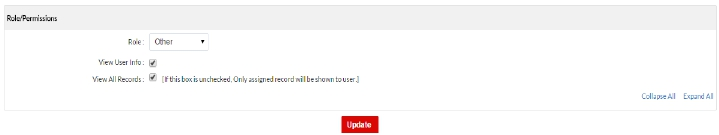 Role/Permissions
Role : Other
View User Info :
View All Records : [If this box is unchecked, Only assigned record will be shown to user.]
Collapse All Expand All
Update